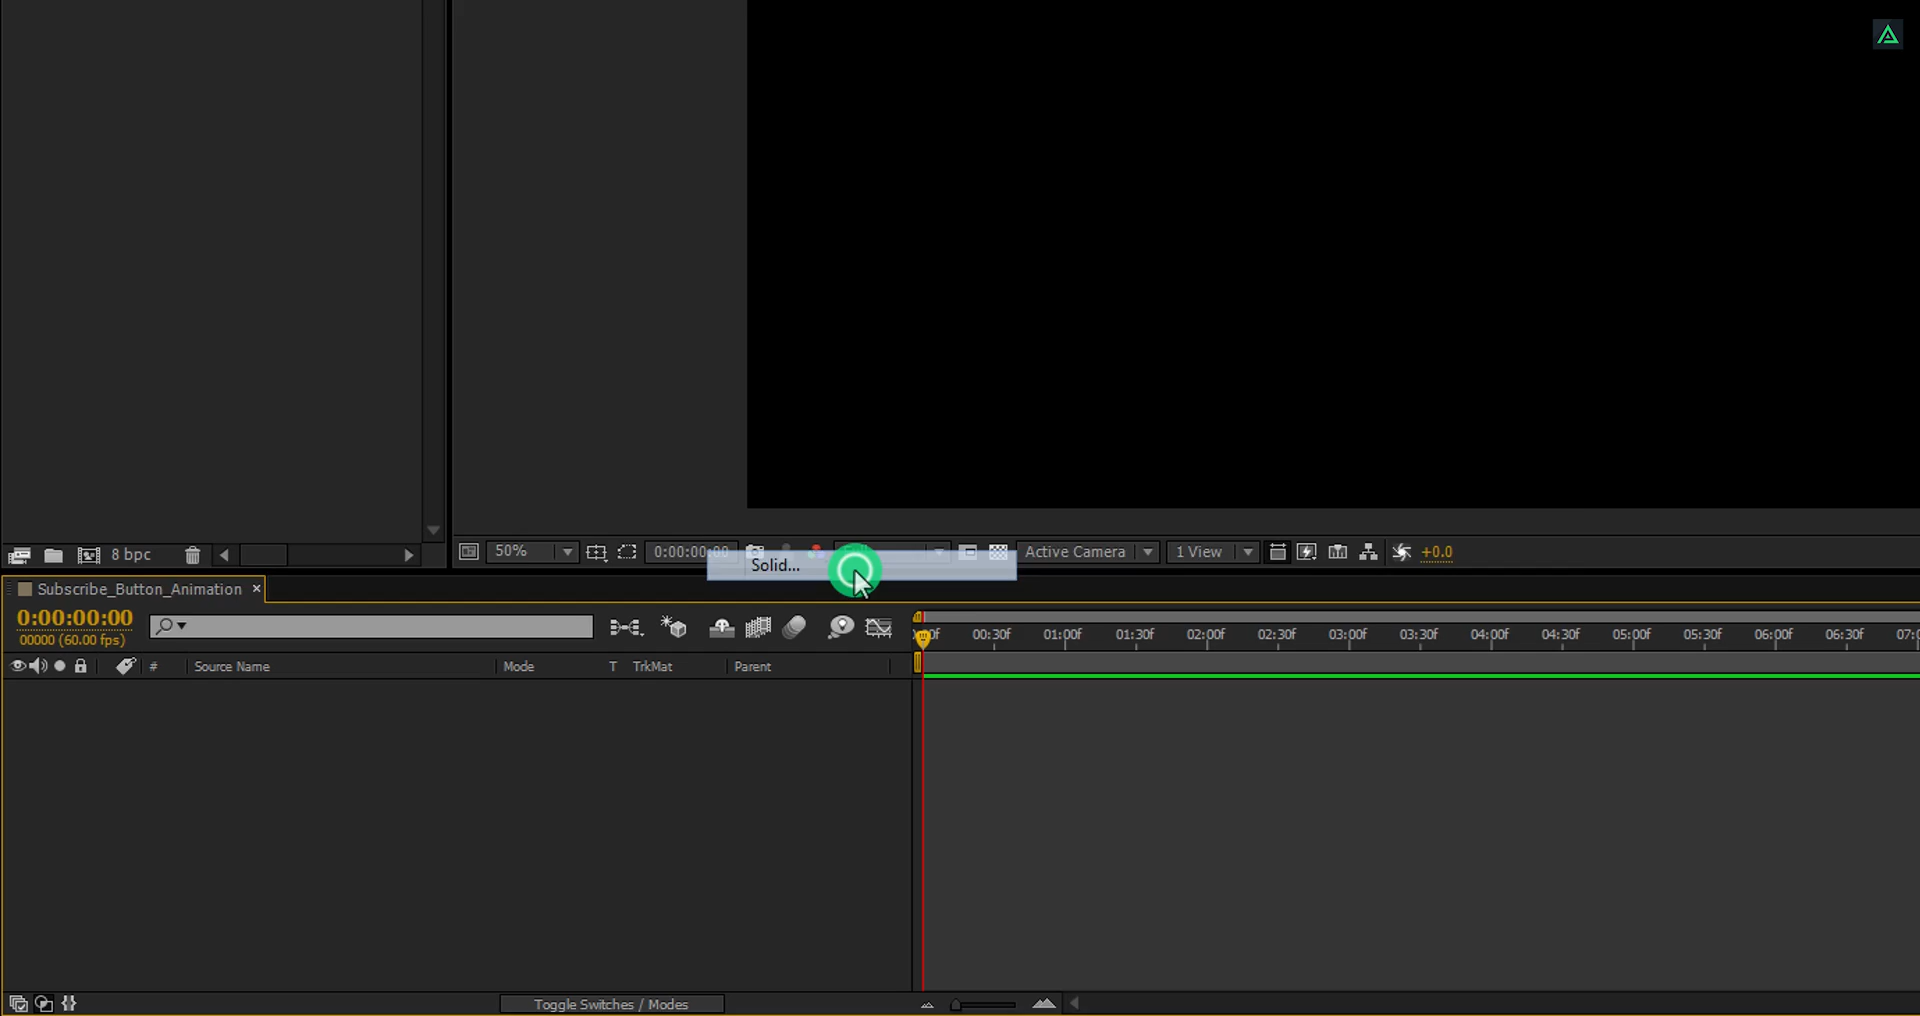 8 bpc
50%
0:00:00:00
Active Camera
1 View
+0.0
Solid...
Subscribe_Button_Animation ×
0:00:00:00
00000 (60.00 fps)
00:30f 01:00f 01:30f 02:00f 02:30f 03:00f 03:30f 04:00f 04:30f 05:00f 05:30f 06:00f 06:30f
# Source Name Mode T TrkMat Parent
Toggle Switches / Modes